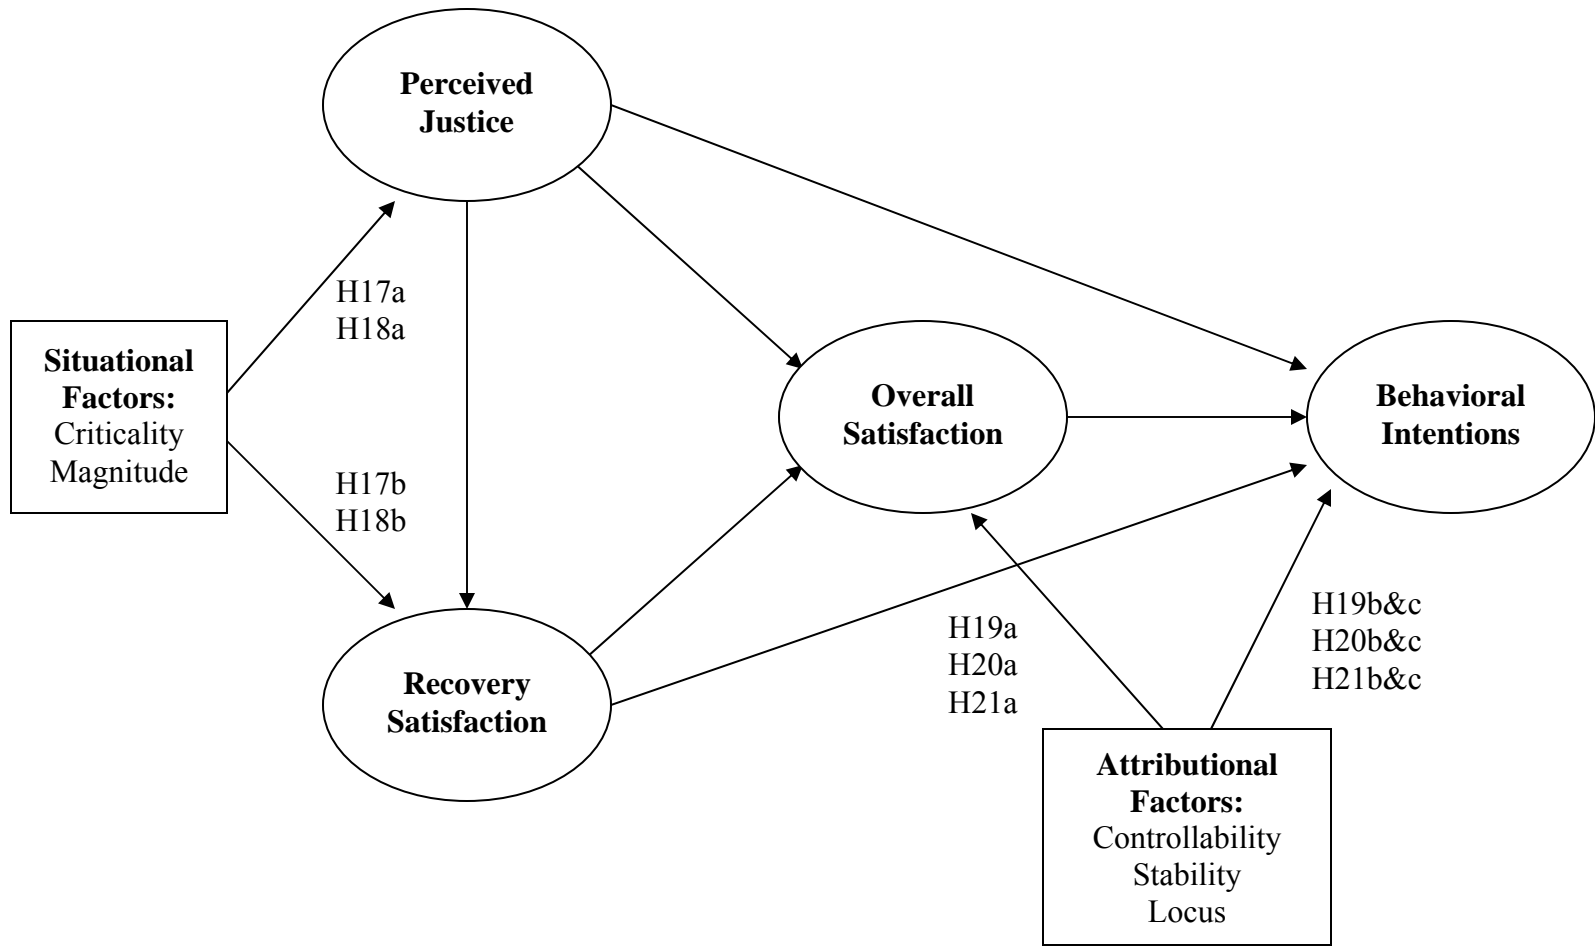 Perceived
Justice
H17a
H18a
Situational
Factors:
Criticality
Magnitude
Overall
Satisfaction
Behavioral
Intentions
H17b
H18b
Recovery
Satisfaction
H19a
H20a
H21a
H19b&c
H20b&c
H21b&c
Attributional
Factors:
Controllability
Stability
Locus